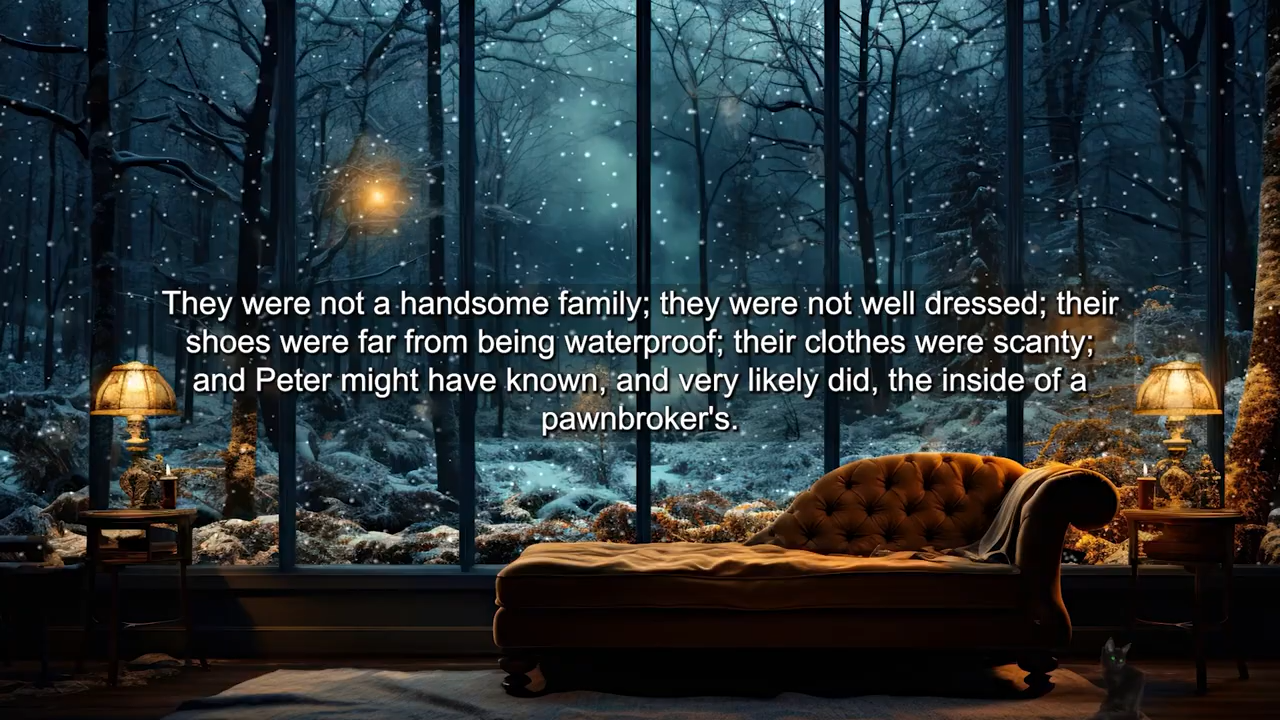 They were not a handsome family; they were not well dressed; their
shoes were far from being waterproof; their clothes were scanty;
and Peter might have known, and very likely did, the inside of a
pawnbroker's.